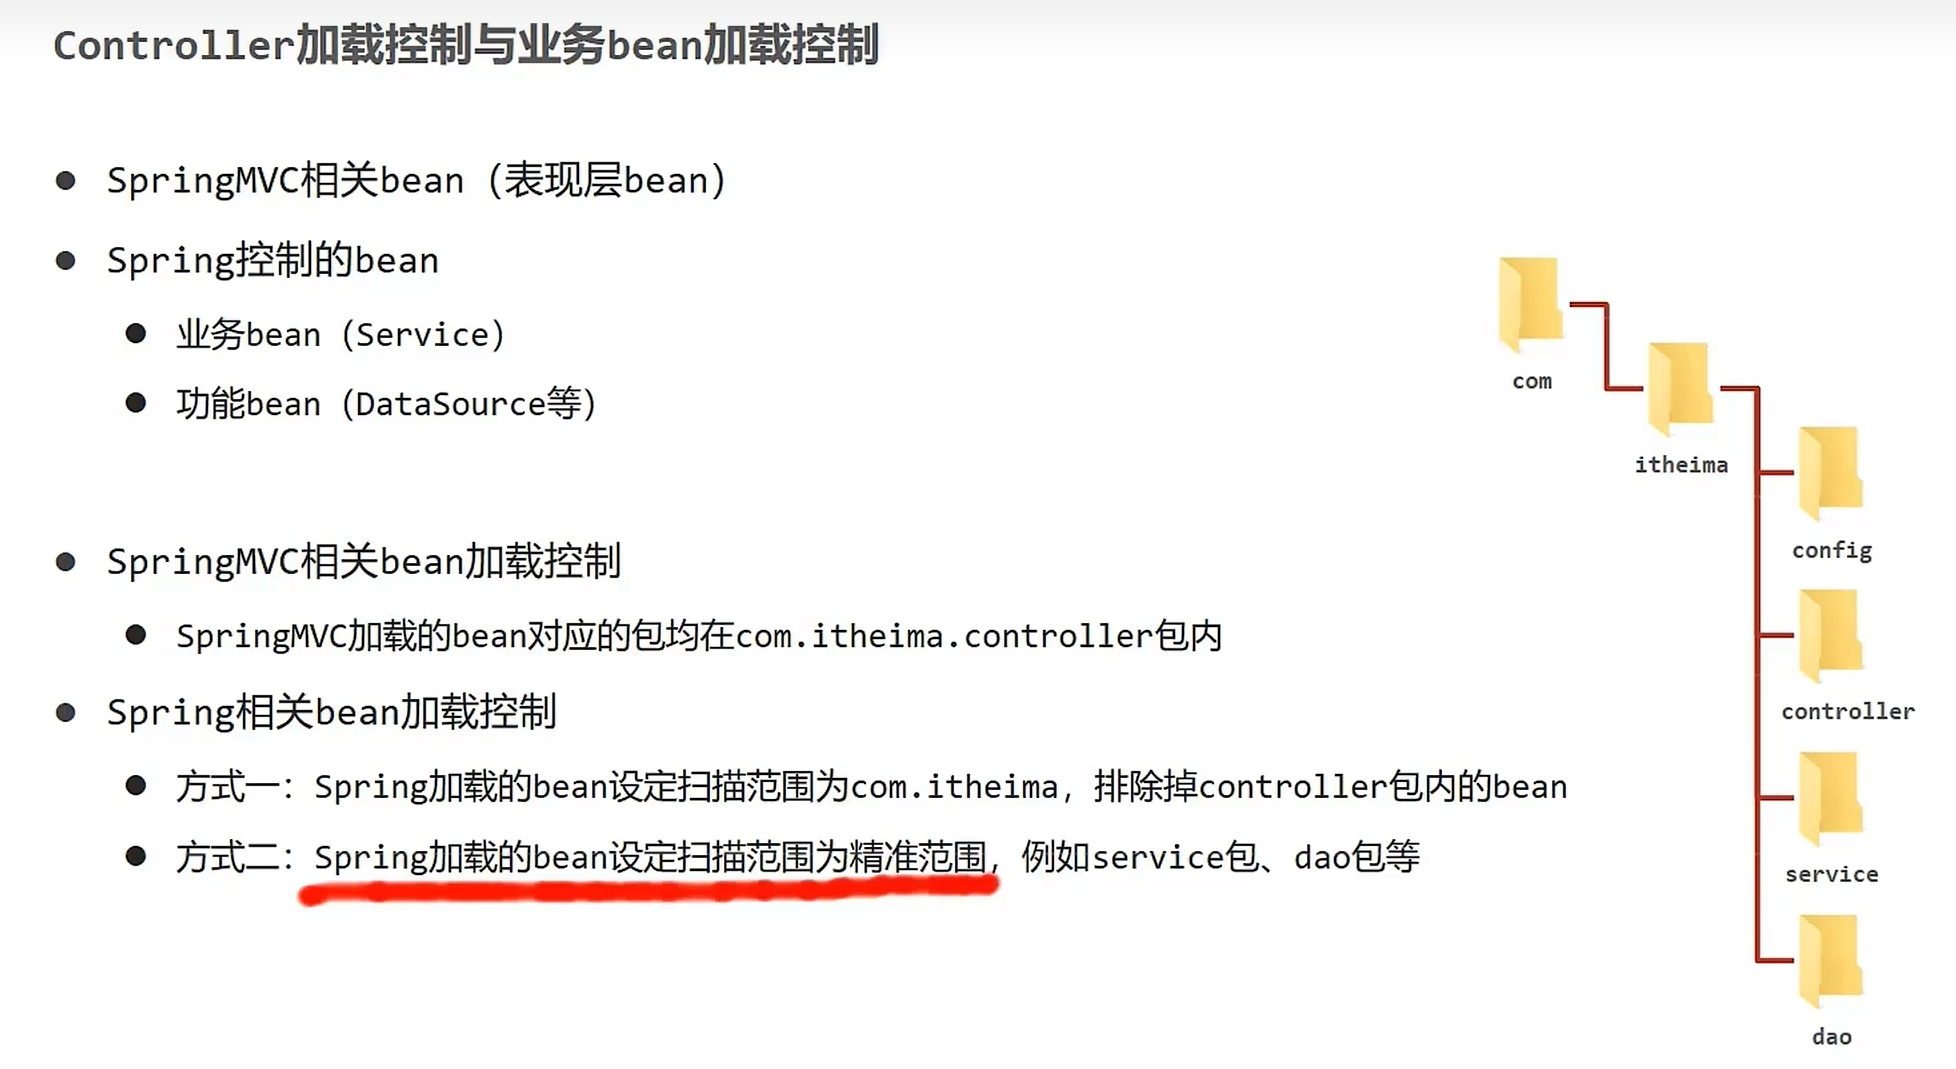 Controller加载控制与业务bean加载控制
SpringMVC相关bean（表现层bean）
Spring控制的bean
业务bean（Service）
功能bean（DataSource等）
SpringMVC相关bean加载控制
SpringMVC加载的bean对应的包均在com.itheima.controller包内
Spring相关bean加载控制
方式一：Spring加载的bean设定扫描范围为com.itheima，排除掉controller包内的bean
方式二：Spring加载的bean设定扫描范围为精准范围，例如service包、dao包等
com
itheima
config
controller
service
dao